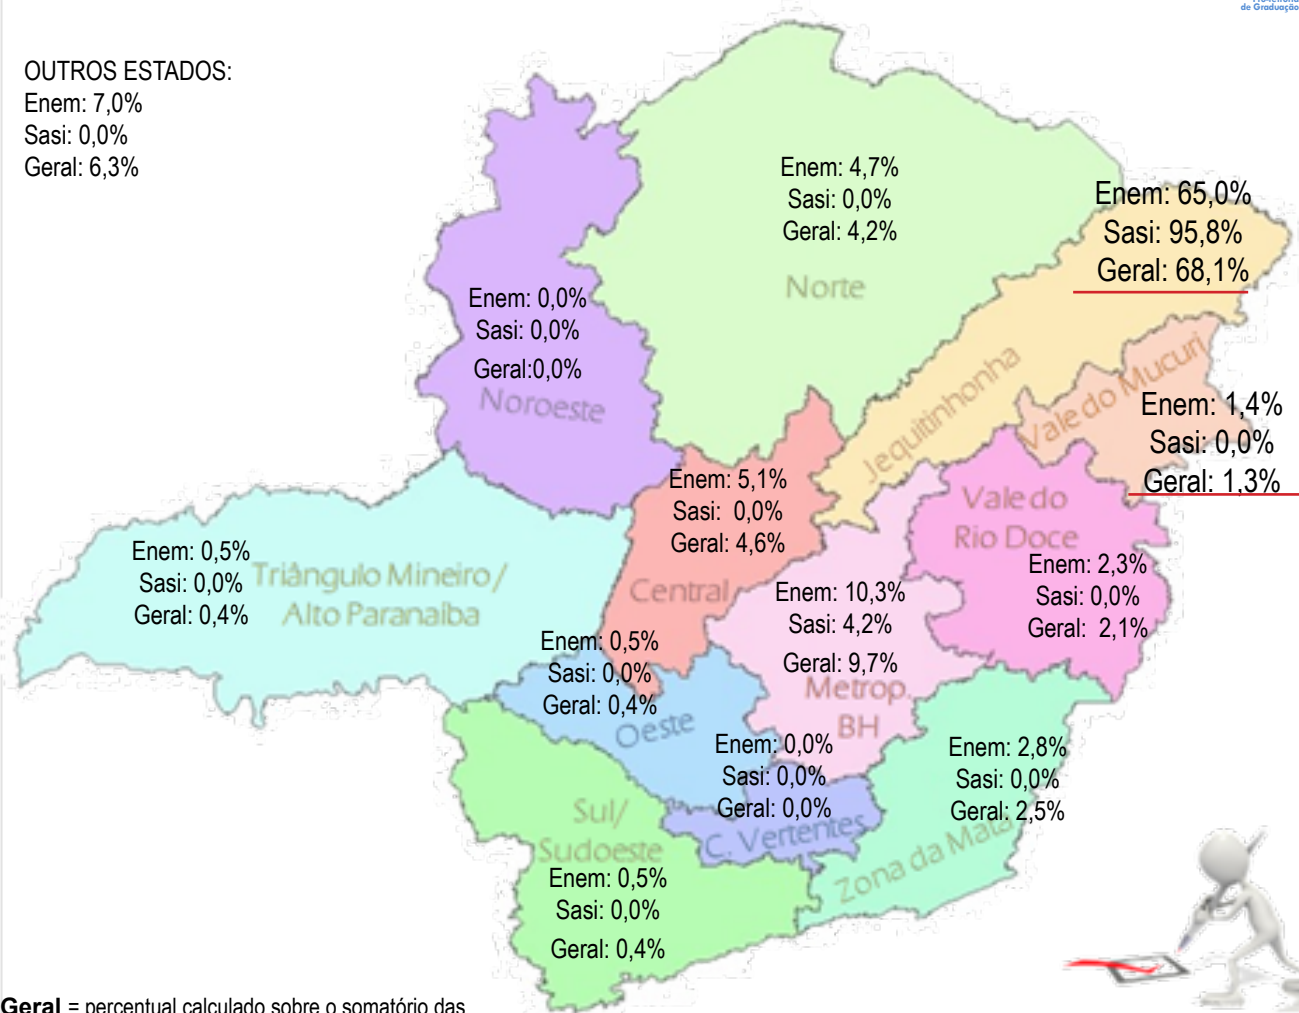 de Graduação
OUTROS ESTADOS:
Enem: 7,0%
Sasi: 0,0%
Geral: 6,3%
Enem: 4,7%
Sasi: 0,0%
Geral: 4,2%
Norte
Enem: 65,0%
Sasi: 95,8%
Geral: 68,1%
Jequitinhonha
Enem: 0,0%
Sasi: 0,0%
Geral:0,0%
Noroeste
Vale do Mucuri
Enem: 1,4%
Sasi: 0,0%
Geral: 1,3%
Enem: 5,1%
Sasi: 0,0%
Geral: 4,6%
Central
Vale do
Rio Doce
Enem: 2,3%
Sasi: 0,0%
Geral: 2,1%
Enem: 0,5%
Sasi: 0,0%
Geral: 0,4%
Triângulo Mineiro /
Alto Paranaíba
Enem: 10,3%
Sasi: 4,2%
Geral: 9,7%
Metrop.
BH
Enem: 0,5%
Sasi: 0,0%
Geral: 0,4%
Oeste
Enem: 0,0%
Sasi: 0,0%
Geral: 0,0%
C. Vertentes
Enem: 2,8%
Sasi: 0,0%
Geral: 2,5%
Zona da Mata
Sul/
Sudoeste
Enem: 0,5%
Sasi: 0,0%
Geral: 0,4%
Geral = percentual calculado sobre o somatório das